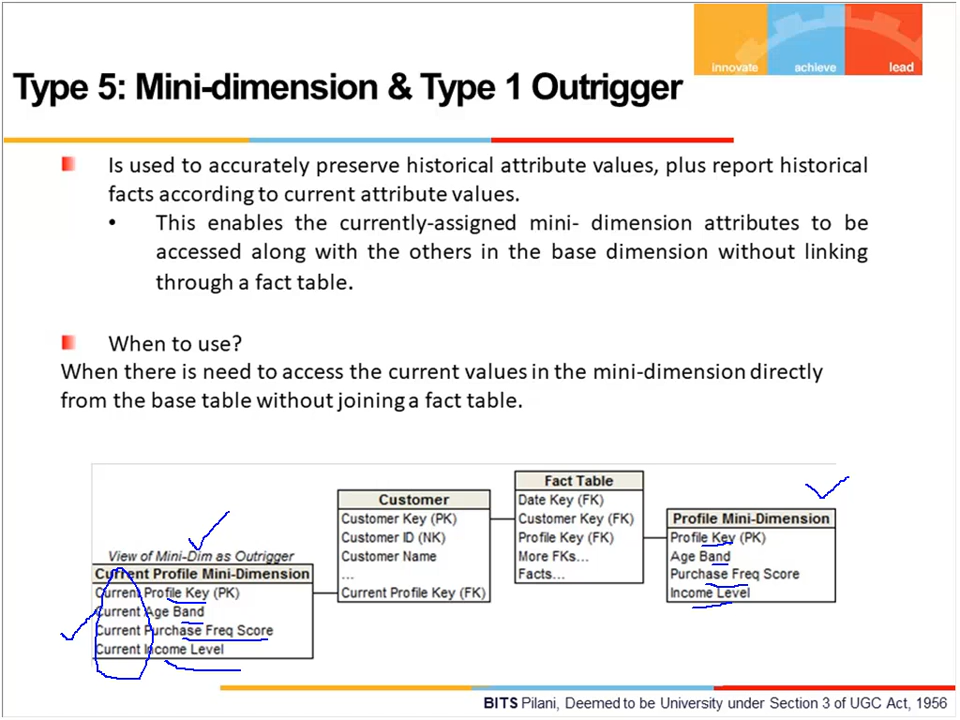 innovate achieve lead
Type 5: Mini-dimension & Type 1 Outrigger
Is used to accurately preserve historical attribute values, plus report historical
facts according to current attribute values.
• This enables the currently-assigned mini- dimension attributes to be
accessed along with the others in the base dimension without linking
through a fact table.
When to use?
When there is need to access the current values in the mini-dimension directly
from the base table without joining a fact table.
View of Mini-Dim as Outrigger
Current Profile Mini-Dimension
Current Profile Key (PK)
Current Age Band
Current Purchase Freq Score
Current Income Level
Customer
Customer Key (PK)
Customer ID (NK)
Customer Name
...
Current Profile Key (FK)
Fact Table
Date Key (FK)
Customer Key (FK)
Profile Key (FK)
More FKs...
Facts...
Profile Mini-Dimension
Profile Key (PK)
Age Band
Purchase Freq Score
Income Level
BITS Pilani, Deemed to be University under Section 3 of UGC Act, 1956